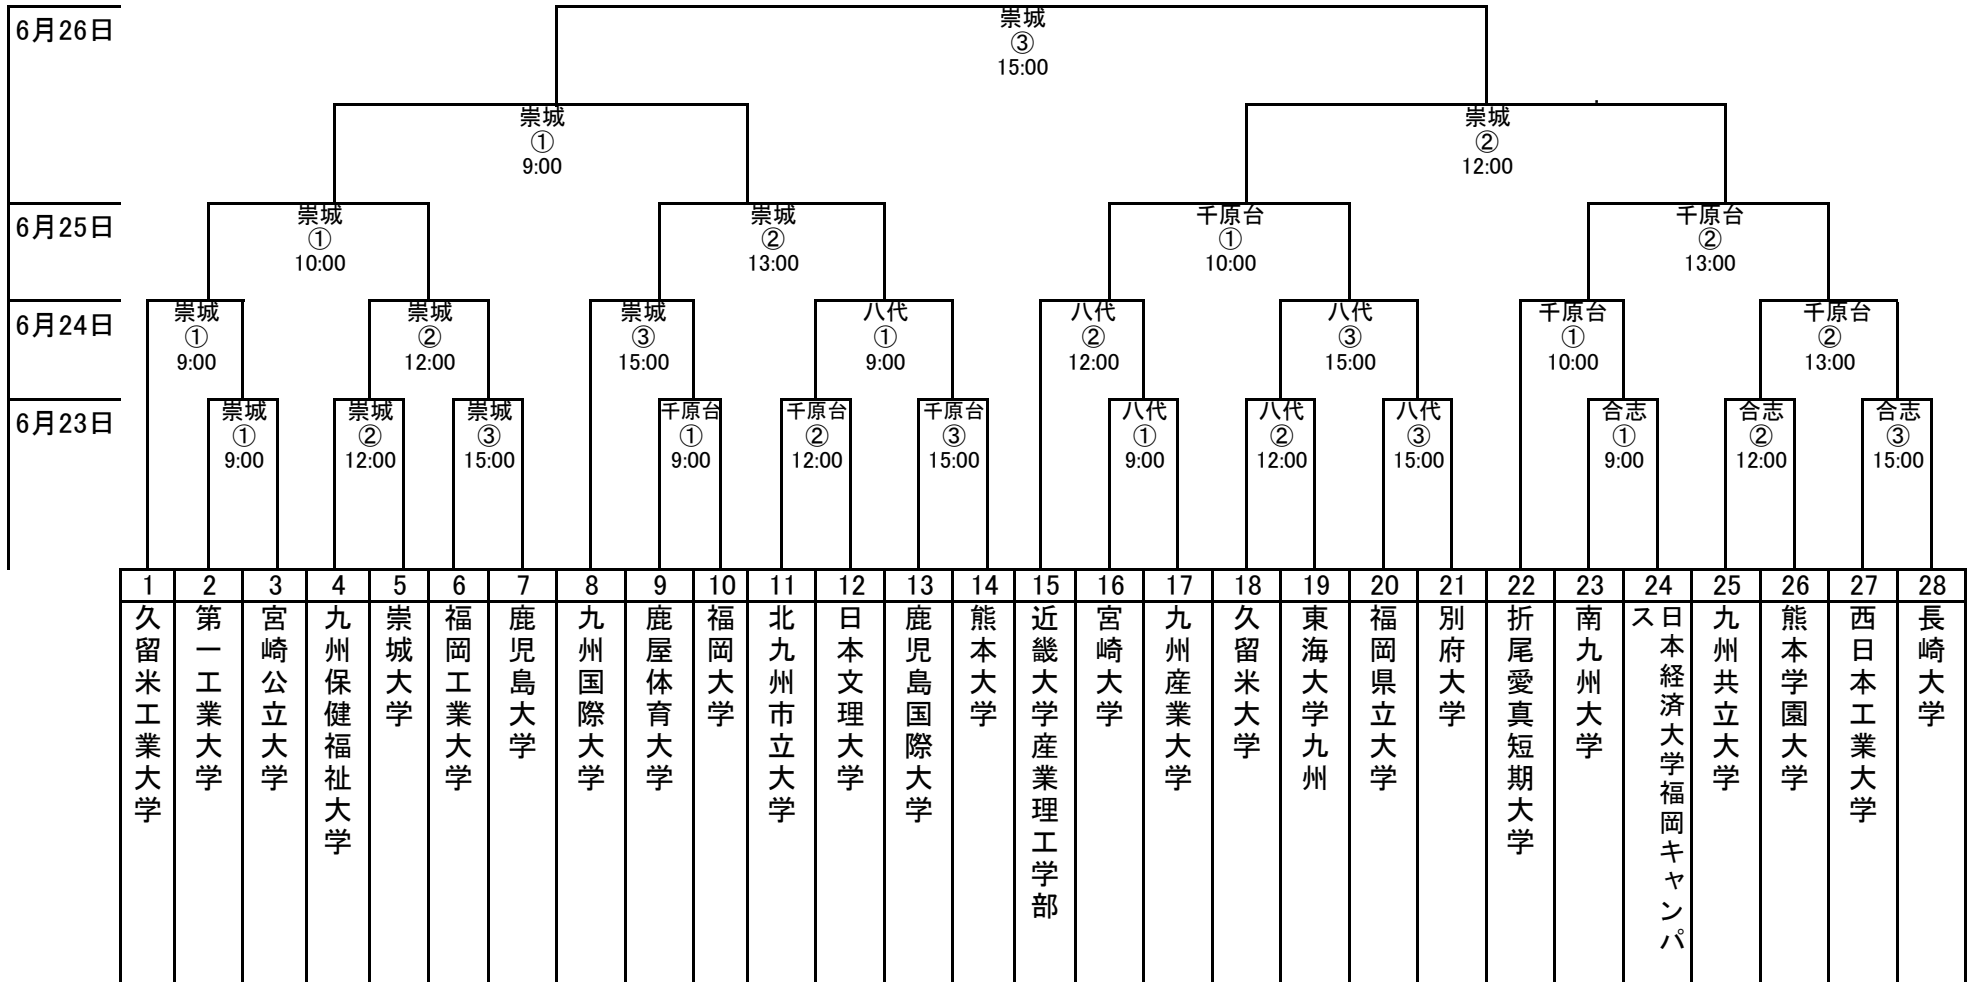 6月26日
崇城
③
15:00
崇城
①
9:00
崇城
②
12:00
6月25日
崇城
①
10:00
崇城
②
13:00
千原台
①
10:00
千原台
②
13:00
6月24日
崇城
①
9:00
崇城
②
12:00
崇城
③
15:00
八代
①
9:00
八代
②
12:00
八代
③
15:00
千原台
①
10:00
千原台
②
13:00
6月23日
崇城
①
9:00
崇城
②
12:00
崇城
③
15:00
千原台
①
9:00
千原台
②
12:00
千原台
③
15:00
八代
①
9:00
八代
②
12:00
八代
③
15:00
合志
①
9:00
合志
②
12:00
合志
③
15:00
1
久留米工業大学
2
第一工業大学
3
宮崎公立大学
4
九州保健福祉大学
5
崇城大学
6
福岡工業大学
7
鹿児島大学
8
九州国際大学
9
鹿屋体育大学
10
福岡大学
11
北九州市立大学
12
日本文理大学
13
鹿児島国際大学
14
熊本大学
15
近畿大学産業理工学部
16
宮崎大学
17
九州産業大学
18
久留米大学
19
東海大学九州
20
福岡県立大学
21
別府大学
22
折尾愛真短期大学
23
南九州大学
24
日本経済大学福岡キャンパ
ス
25
九州共立大学
26
熊本学園大学
27
西日本工業大学
28
長崎大学